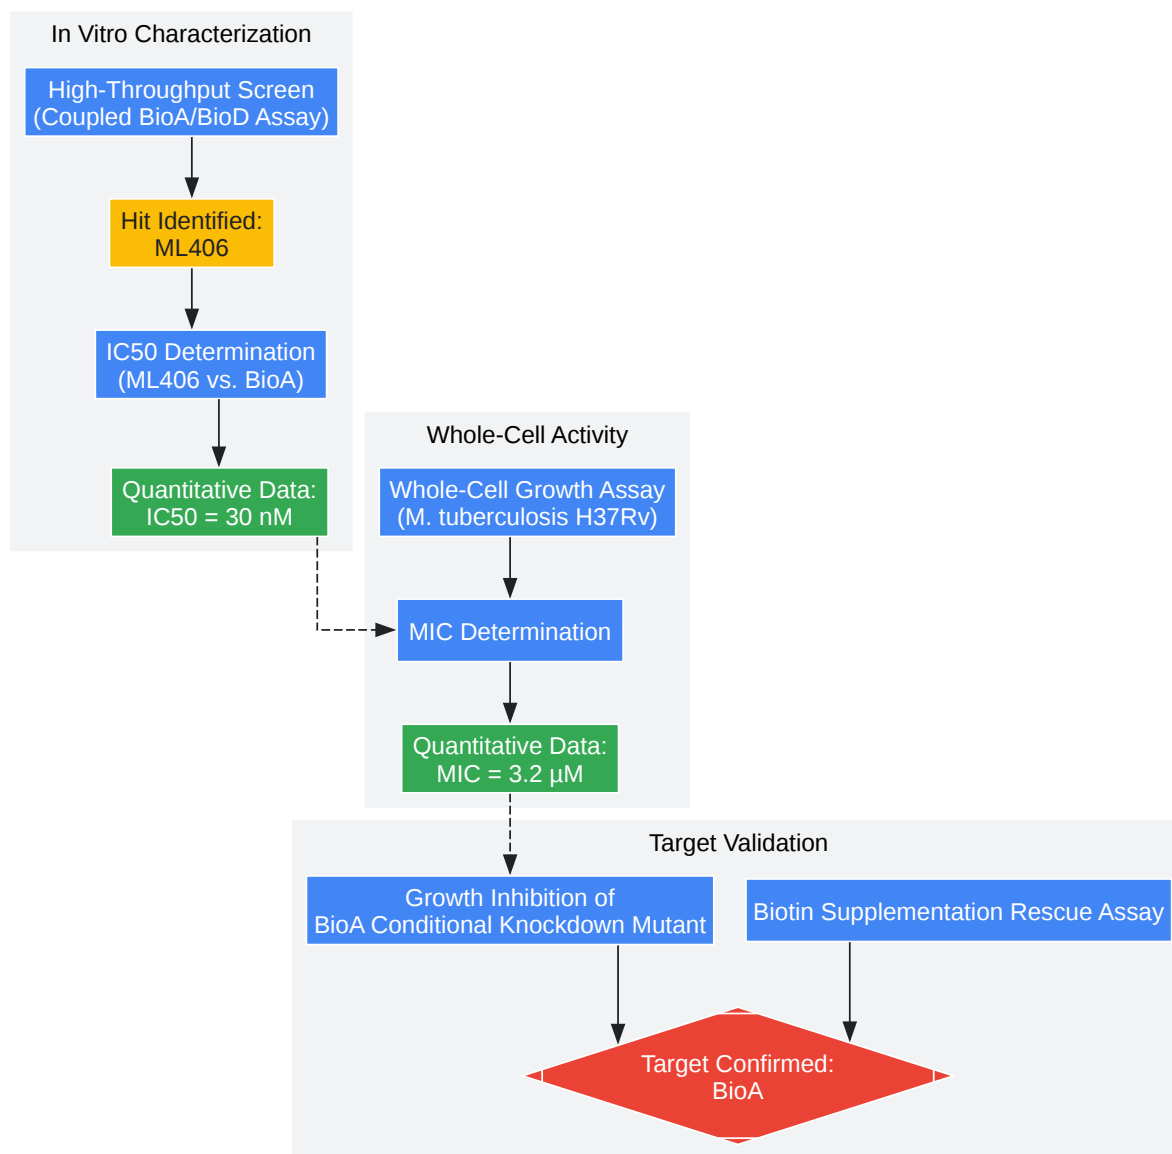 In Vitro Characterization
High-Throughput Screen
(Coupled BioA/BioD Assay)
Hit Identified:
ML406
IC50 Determination
(ML406 vs. BioA)
Quantitative Data:
IC50 = 30 nM
Whole-Cell Activity
Whole-Cell Growth Assay
(M. tuberculosis H37Rv)
MIC Determination
Quantitative Data:
MIC = 3.2 µM
Target Validation
Growth Inhibition of
BioA Conditional Knockdown Mutant
Biotin Supplementation Rescue Assay
Target Confirmed:
BioA